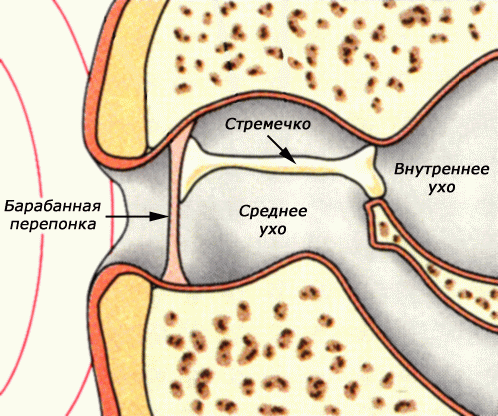 Стремечко
Внутреннее
ухо
Барабанная
перепонка
Среднее
ухо